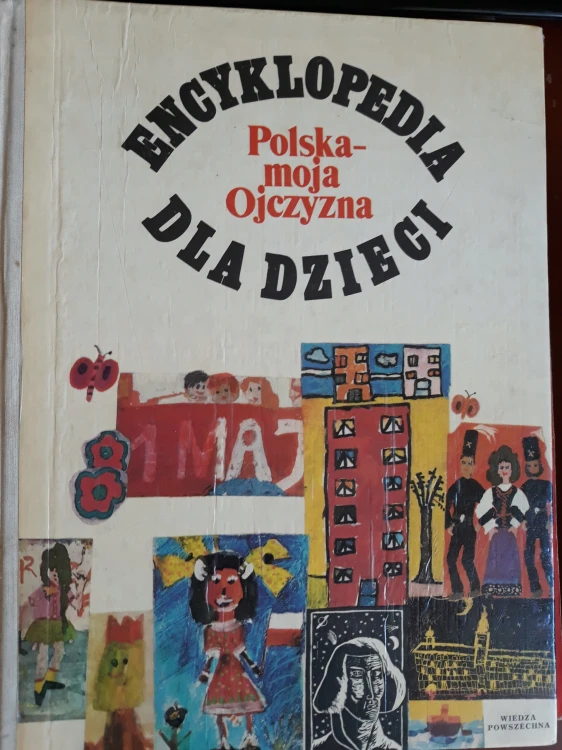 ENCYKLOPEDIA
Polska-
moja
Ojczyzna
DLA DZIECI
1 MAJ
WIEDZA
POWSZECHNA